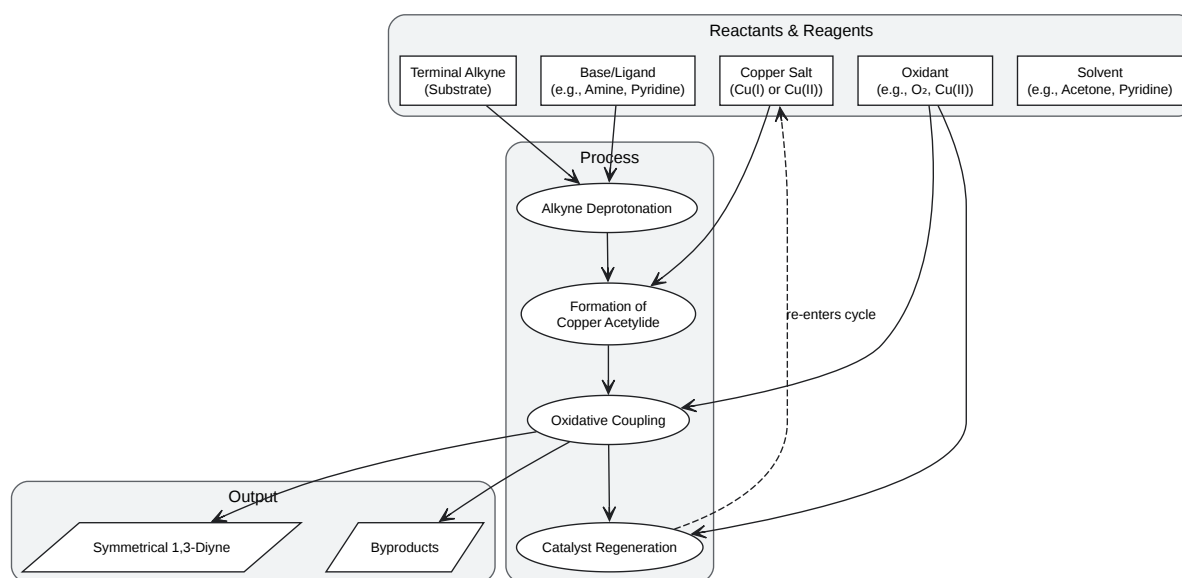 Reactants & Reagents
Terminal Alkyne
(Substrate)
Base/Ligand
(e.g., Amine, Pyridine)
Copper Salt
(Cu(I) or Cu(II))
Oxidant
(e.g., O₂, Cu(II))
Solvent
(e.g., Acetone, Pyridine)
Process
Alkyne Deprotonation
Formation of
Copper Acetylide
re-enters cycle
Oxidative Coupling
Output
Symmetrical 1,3-Diyne
Byproducts
Catalyst Regeneration